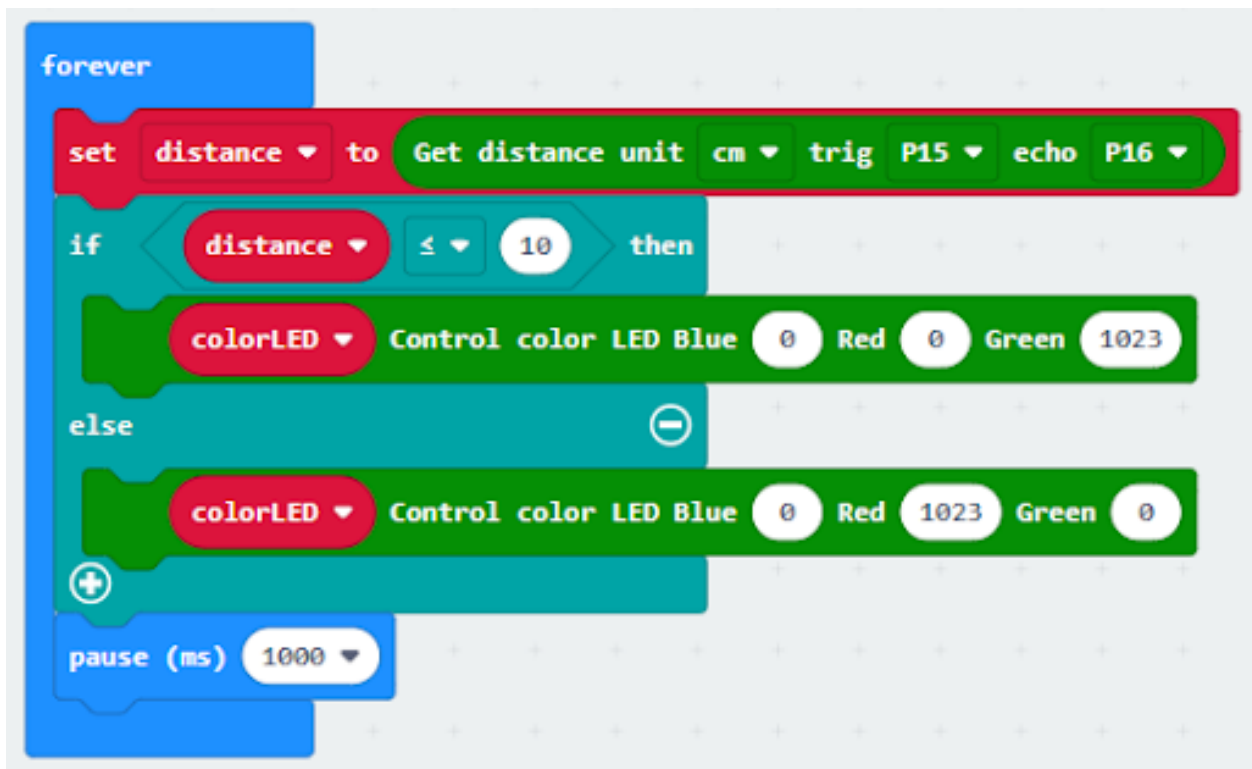 forever
set distance to Get distance unit cm trig P15 echo P16
if distance ≤ 10 then
colorLED Control color LED Blue 0 Red 0 Green 1023
else
colorLED Control color LED Blue 0 Red 1023 Green 0
pause (ms) 1000